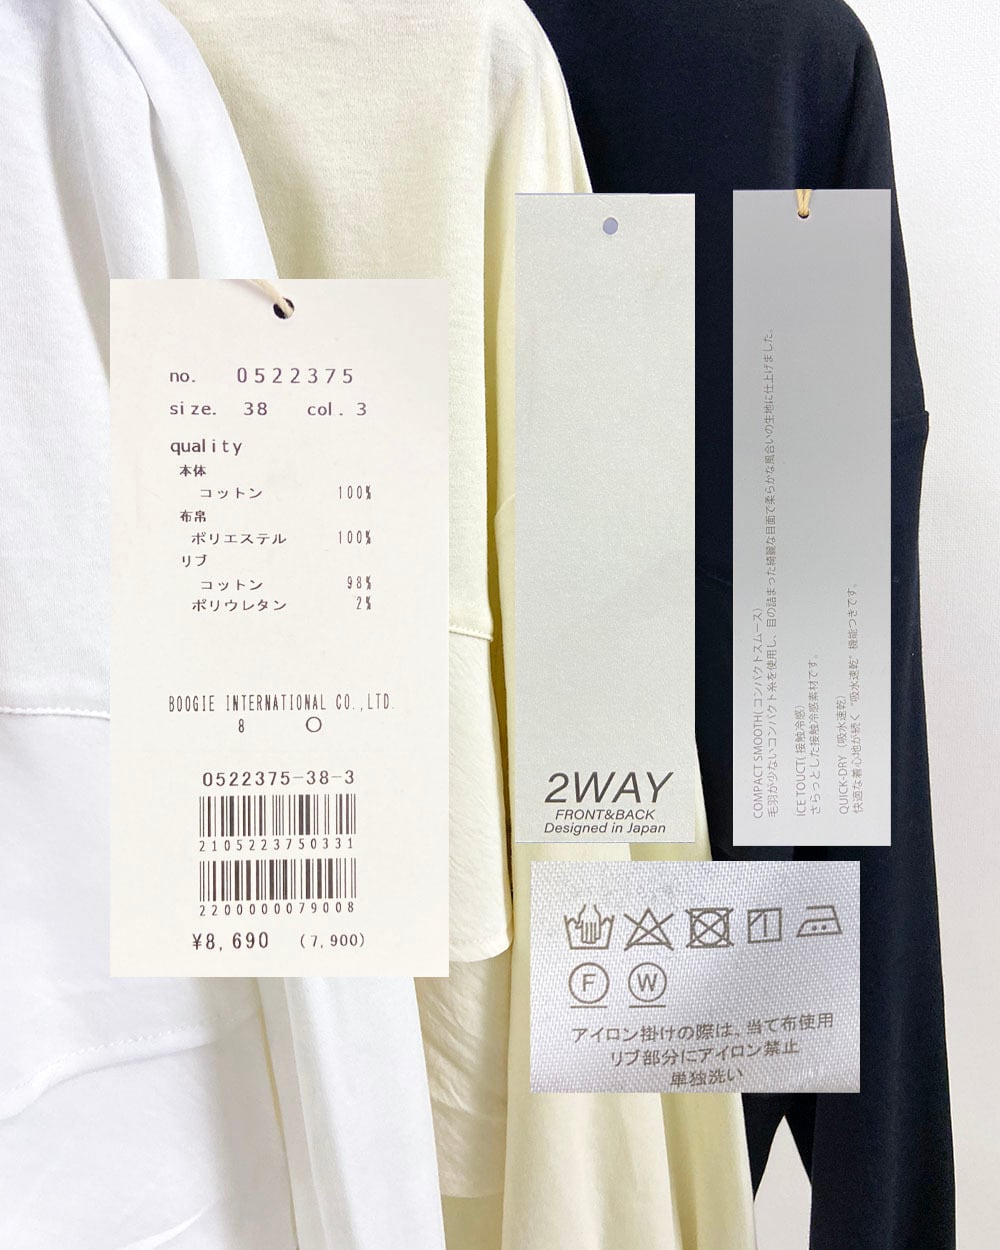 no. 0522375
size. 38 col. 3
quality
本体
コットン 100%
布帛
ポリエステル 100%
リブ
コットン 98%
ポリウレタン 2%
BOOGIE INTERNATIONAL CO.,LTD.
8 ○
0522375-38-3
2105223750331
2200000079008
¥8,690 (7,900)
2WAY
FRONT&BACK
Designed in Japan
COMPACT SMOOTH(コンパクトスムース)
毛羽が少ないコンパクト糸を使用し、目の詰まった綺麗な目面で柔らかな風合いの生地に仕上げました。
ICE TOUCT(接触冷感)
さらっとした接触冷感素材です。
QUICK-DRY（吸水速乾）
快適な着心地が続く“吸水速乾”機能つきです。
F W
アイロン掛けの際は、当て布使用
リブ部分にアイロン禁止
単独洗い